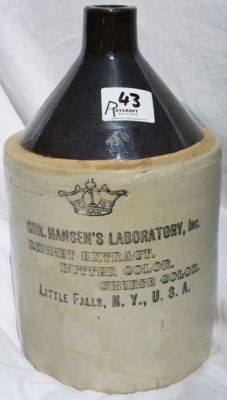 43
ROYCROFT
CHR. HANSEN'S LABORATORY, INC.
RENNET EXTRACT.
BUTTER COLOR.
CHEESE COLOR.
LITTLE FALLS, N. Y., U. S. A.